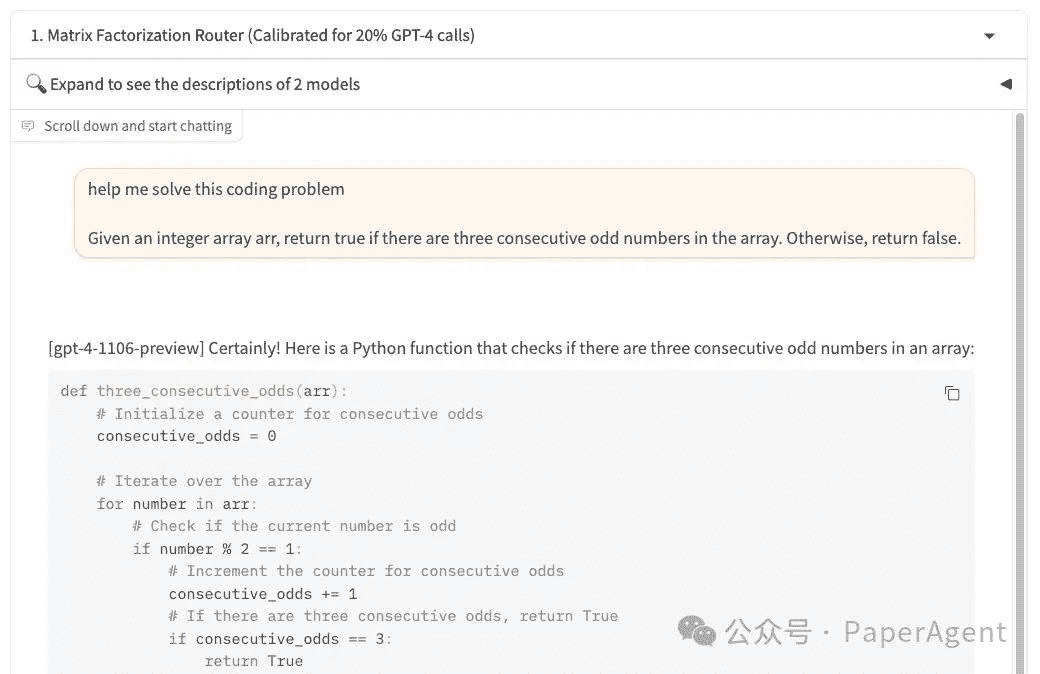 1. Matrix Factorization Router (Calibrated for 20% GPT-4 calls)
Expand to see the descriptions of 2 models
Scroll down and start chatting
help me solve this coding problem
Given an integer array arr, return true if there are three consecutive odd numbers in the array. Otherwise, return false.
[gpt-4-1106-preview] Certainly! Here is a Python function that checks if there are three consecutive odd numbers in an array:
def three_consecutive_odds(arr):
    # Initialize a counter for consecutive odds
    consecutive_odds = 0
    # Iterate over the array
    for number in arr:
        # Check if the current number is odd
        if number % 2 == 1:
            # Increment the counter for consecutive odds
            consecutive_odds += 1
            # If there are three consecutive odds, return True
            if consecutive_odds == 3:
                return True
公众号 · PaperAgent